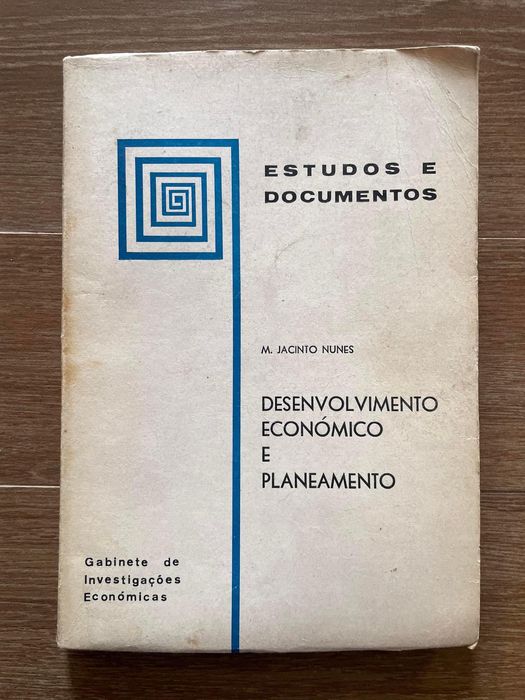 ESTUDOS E
DOCUMENTOS
M. JACINTO NUNES
DESENVOLVIMENTO
ECONÓMICO
E
PLANEAMENTO
Gabinete de
Investigações
Económicas